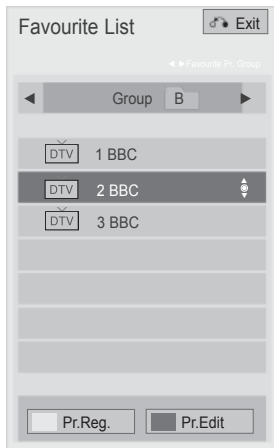 Favourite List
Exit
◄ ►Favourite Pr. Group
◄ Group B ►
DTV 1 BBC
DTV 2 BBC
DTV 3 BBC
Pr.Reg. Pr.Edit